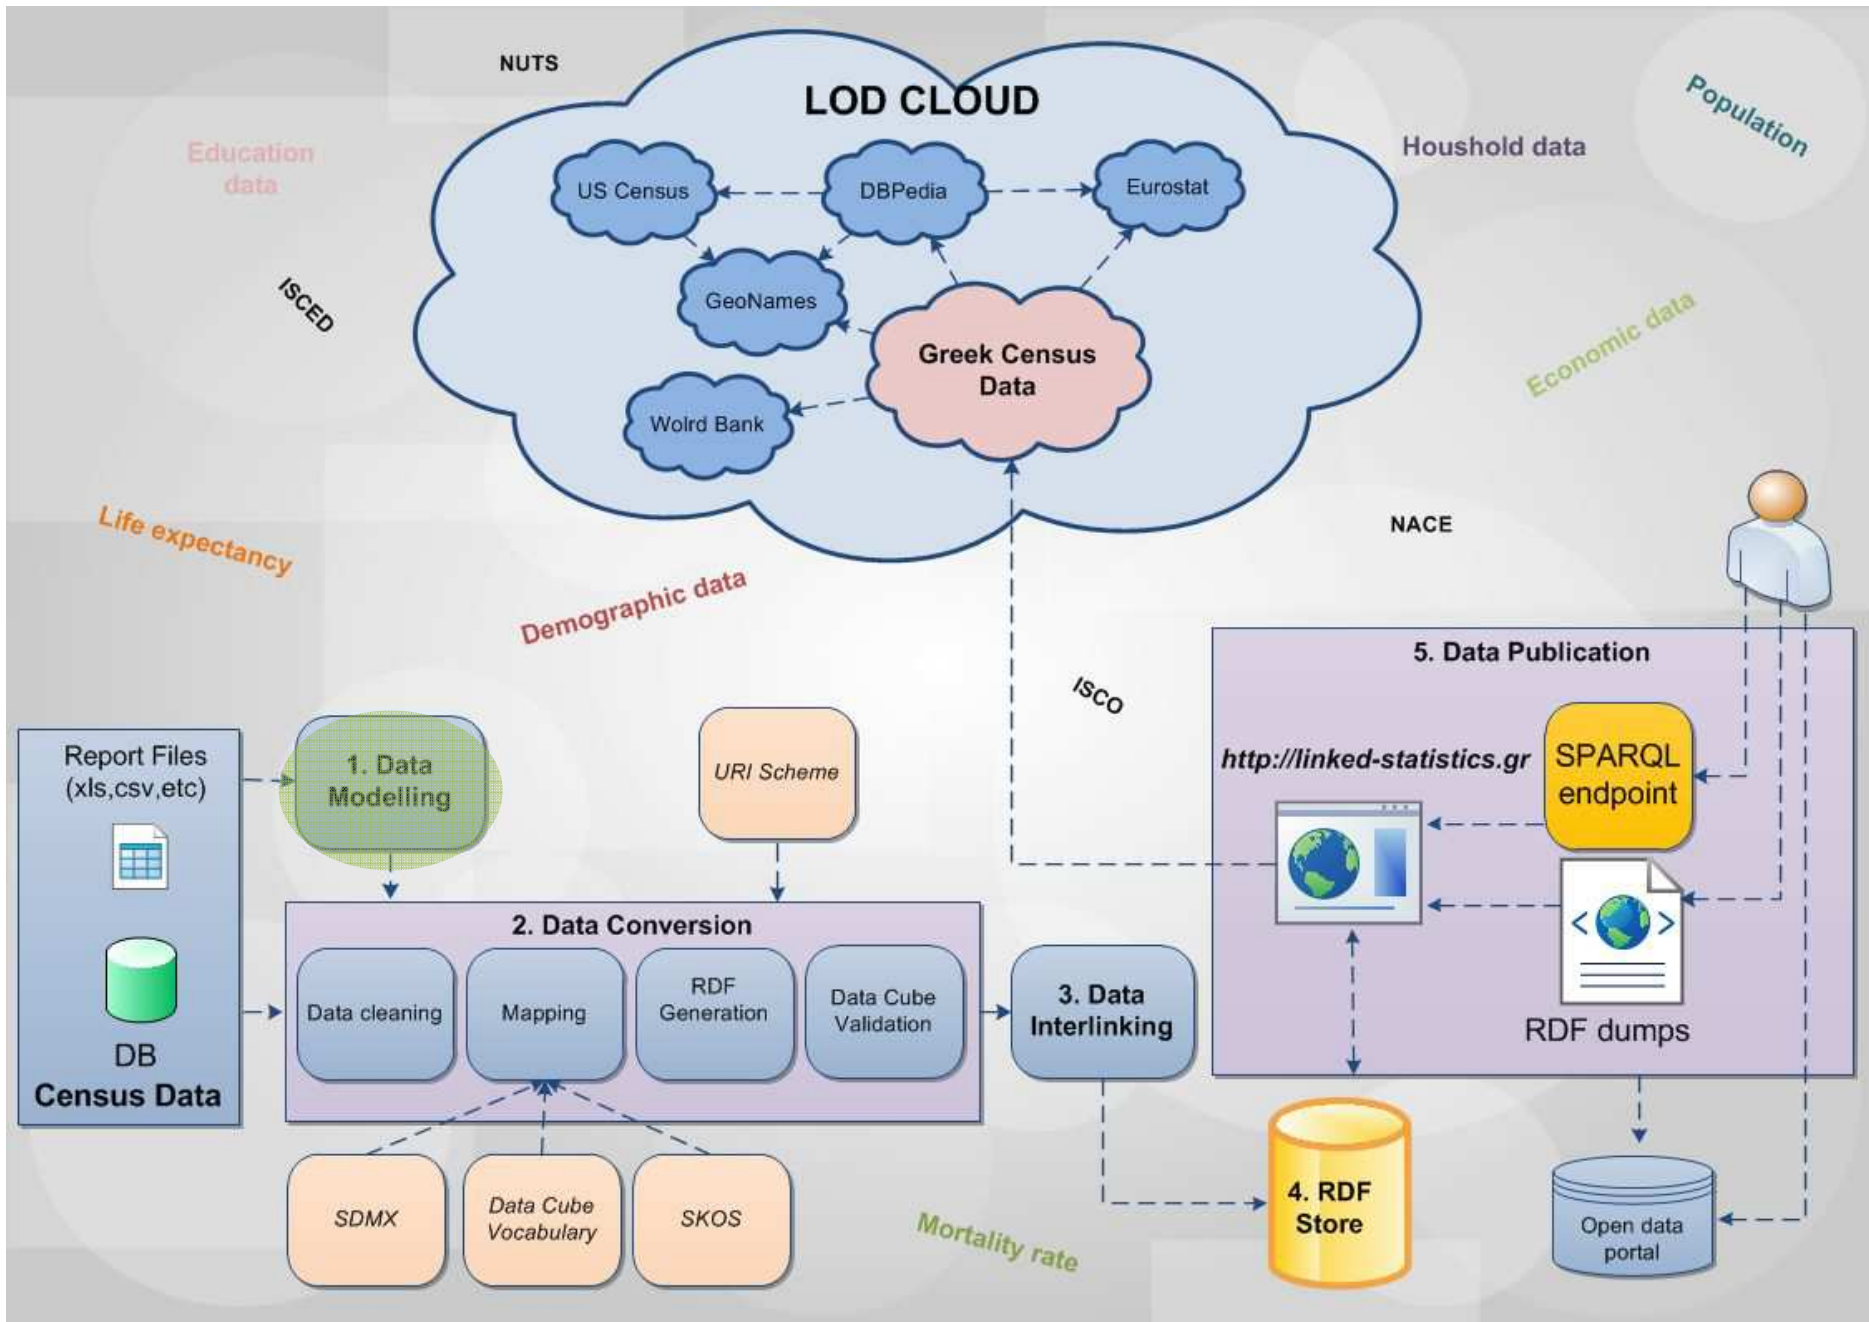 NUTS
LOD CLOUD
Population
Houshold data
Education
data
US Census
DBPedia
Eurostat
ISCED
GeoNames
Economic data
Greek Census
Data
Wolrd Bank
NACE
Life expectancy
Demographic data
5. Data Publication
ISCO
Report Files
(xls,csv,etc)
1. Data
Modelling
URI Scheme
http://linked-statistics.gr
SPARQL
endpoint
2. Data Conversion
Data cleaning
Mapping
RDF
Generation
Data Cube
Validation
3. Data
Interlinking
< >
RDF dumps
DB
Census Data
SDMX
Data Cube
Vocabulary
SKOS
4. RDF
Store
Open data
portal
Mortality rate